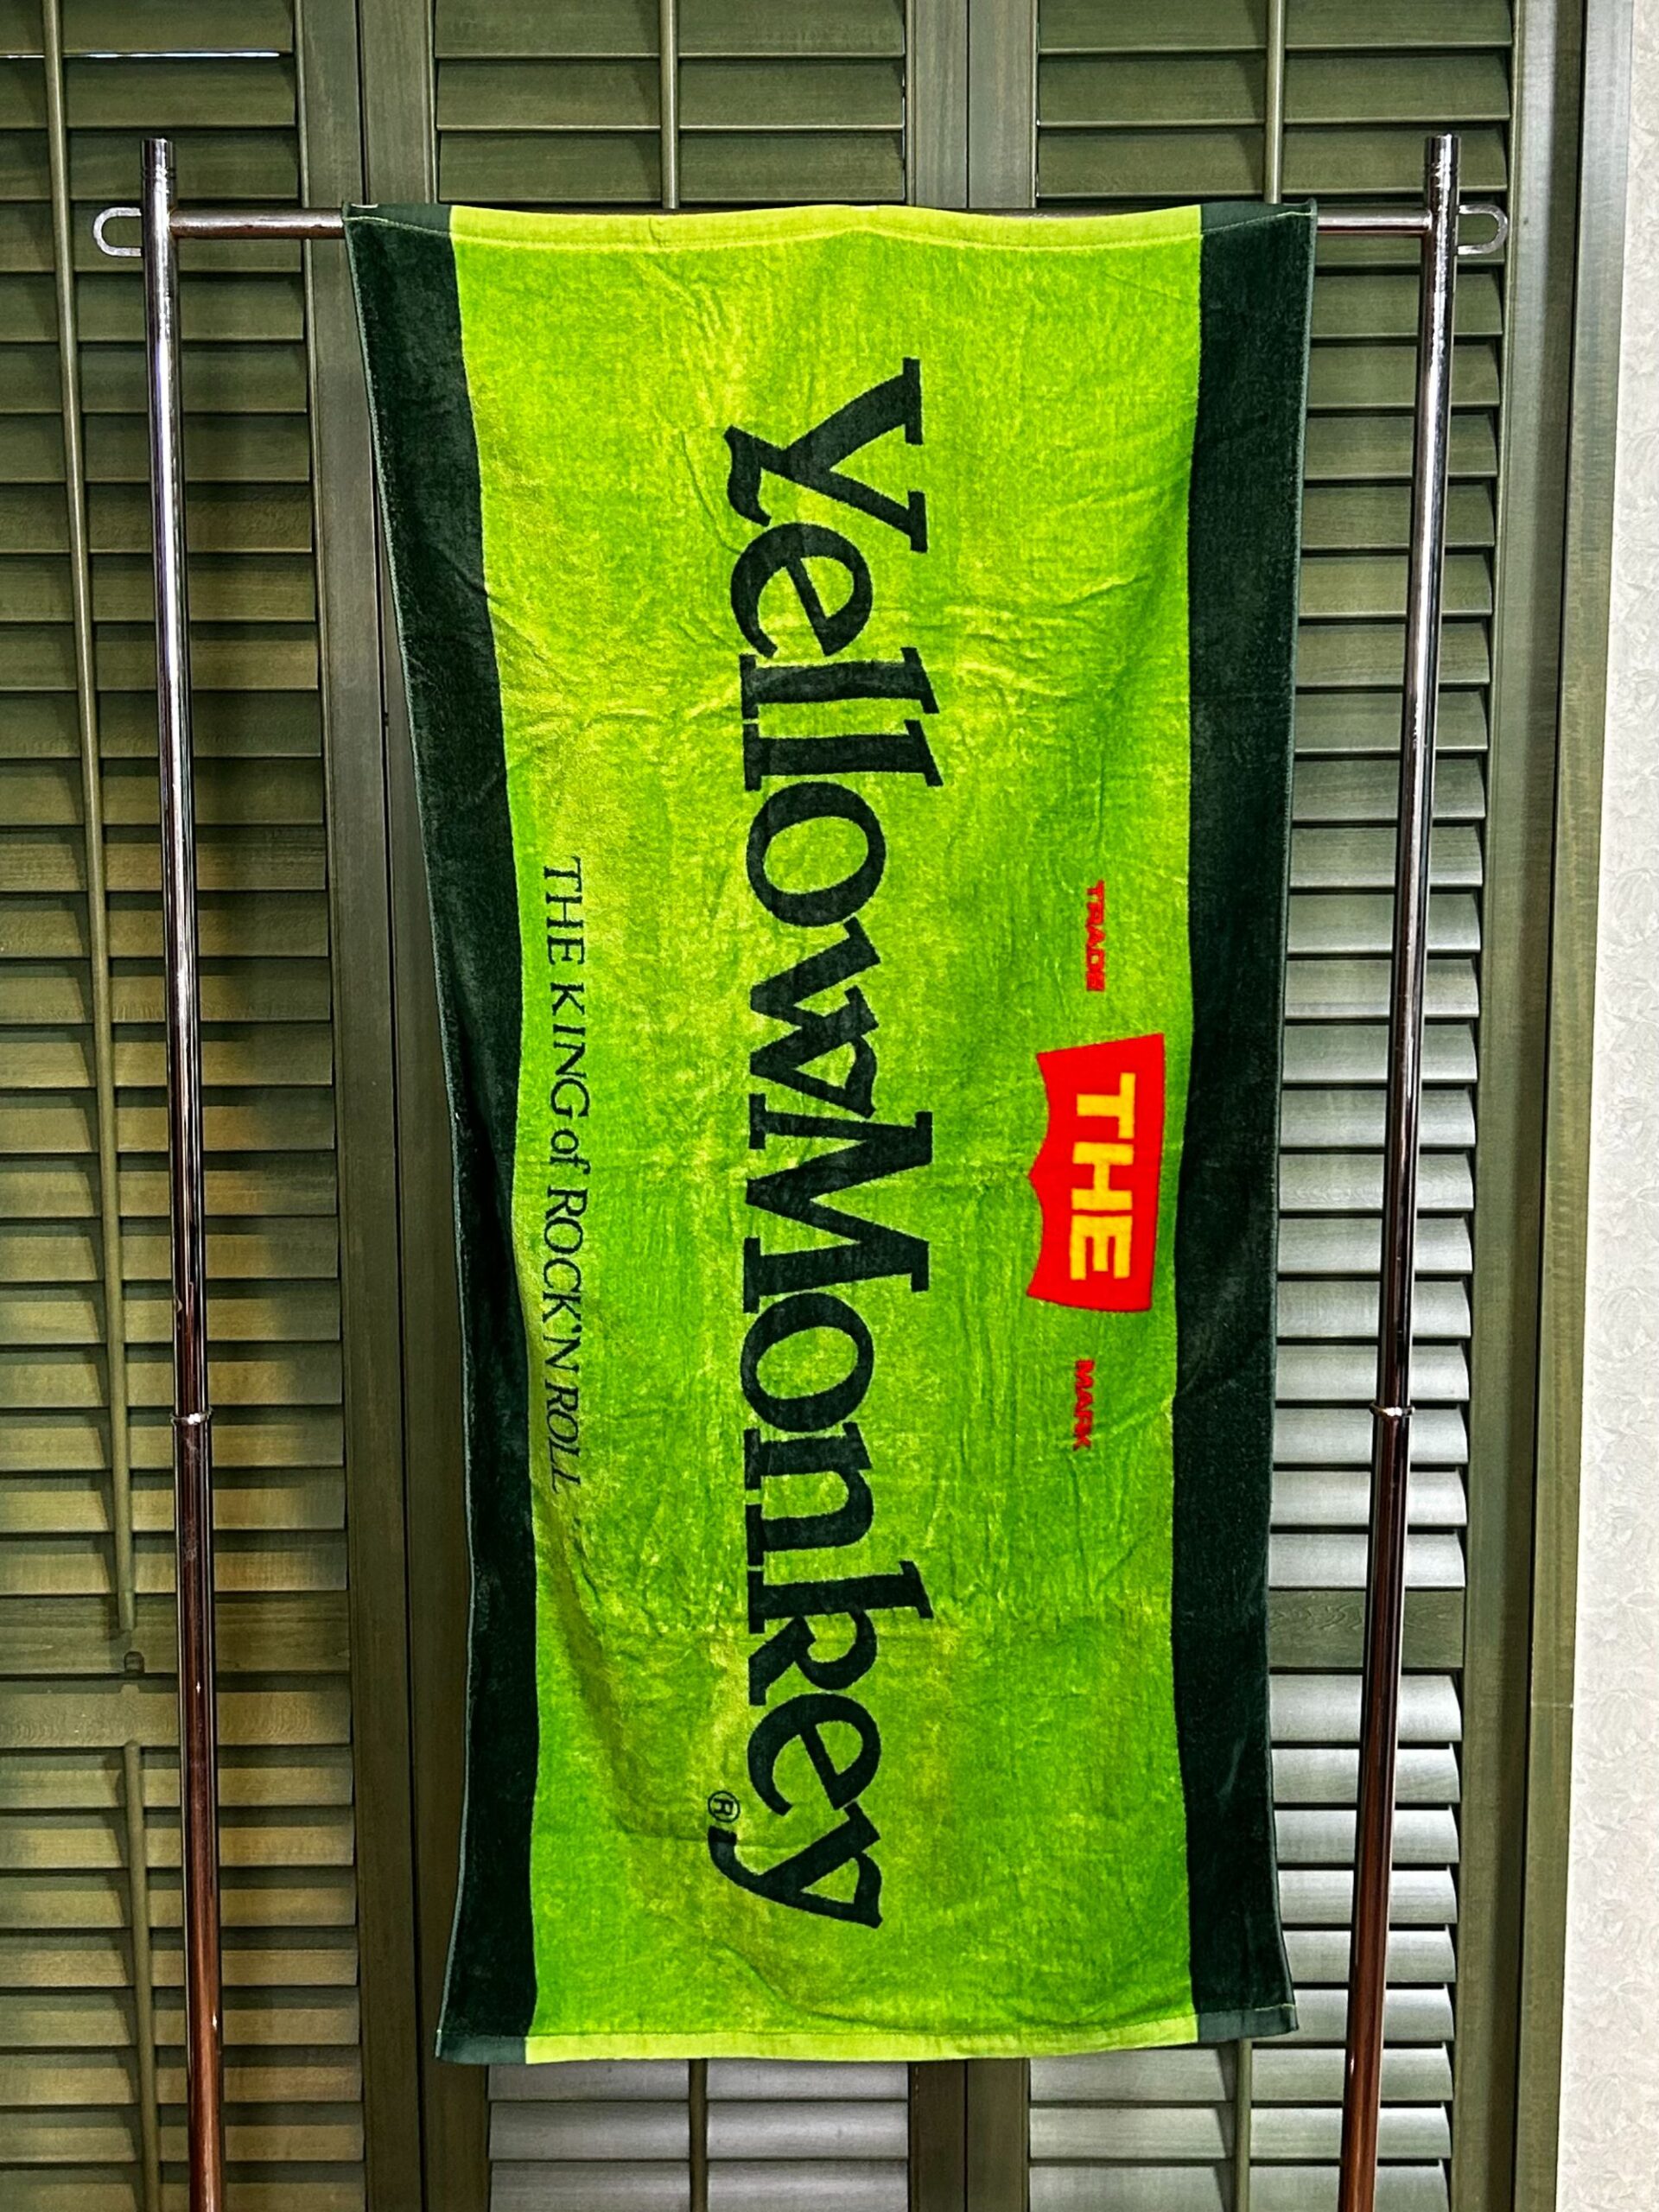 TRADE THE MARK
YellowMonkey®
THE KING of ROCK'N ROLL